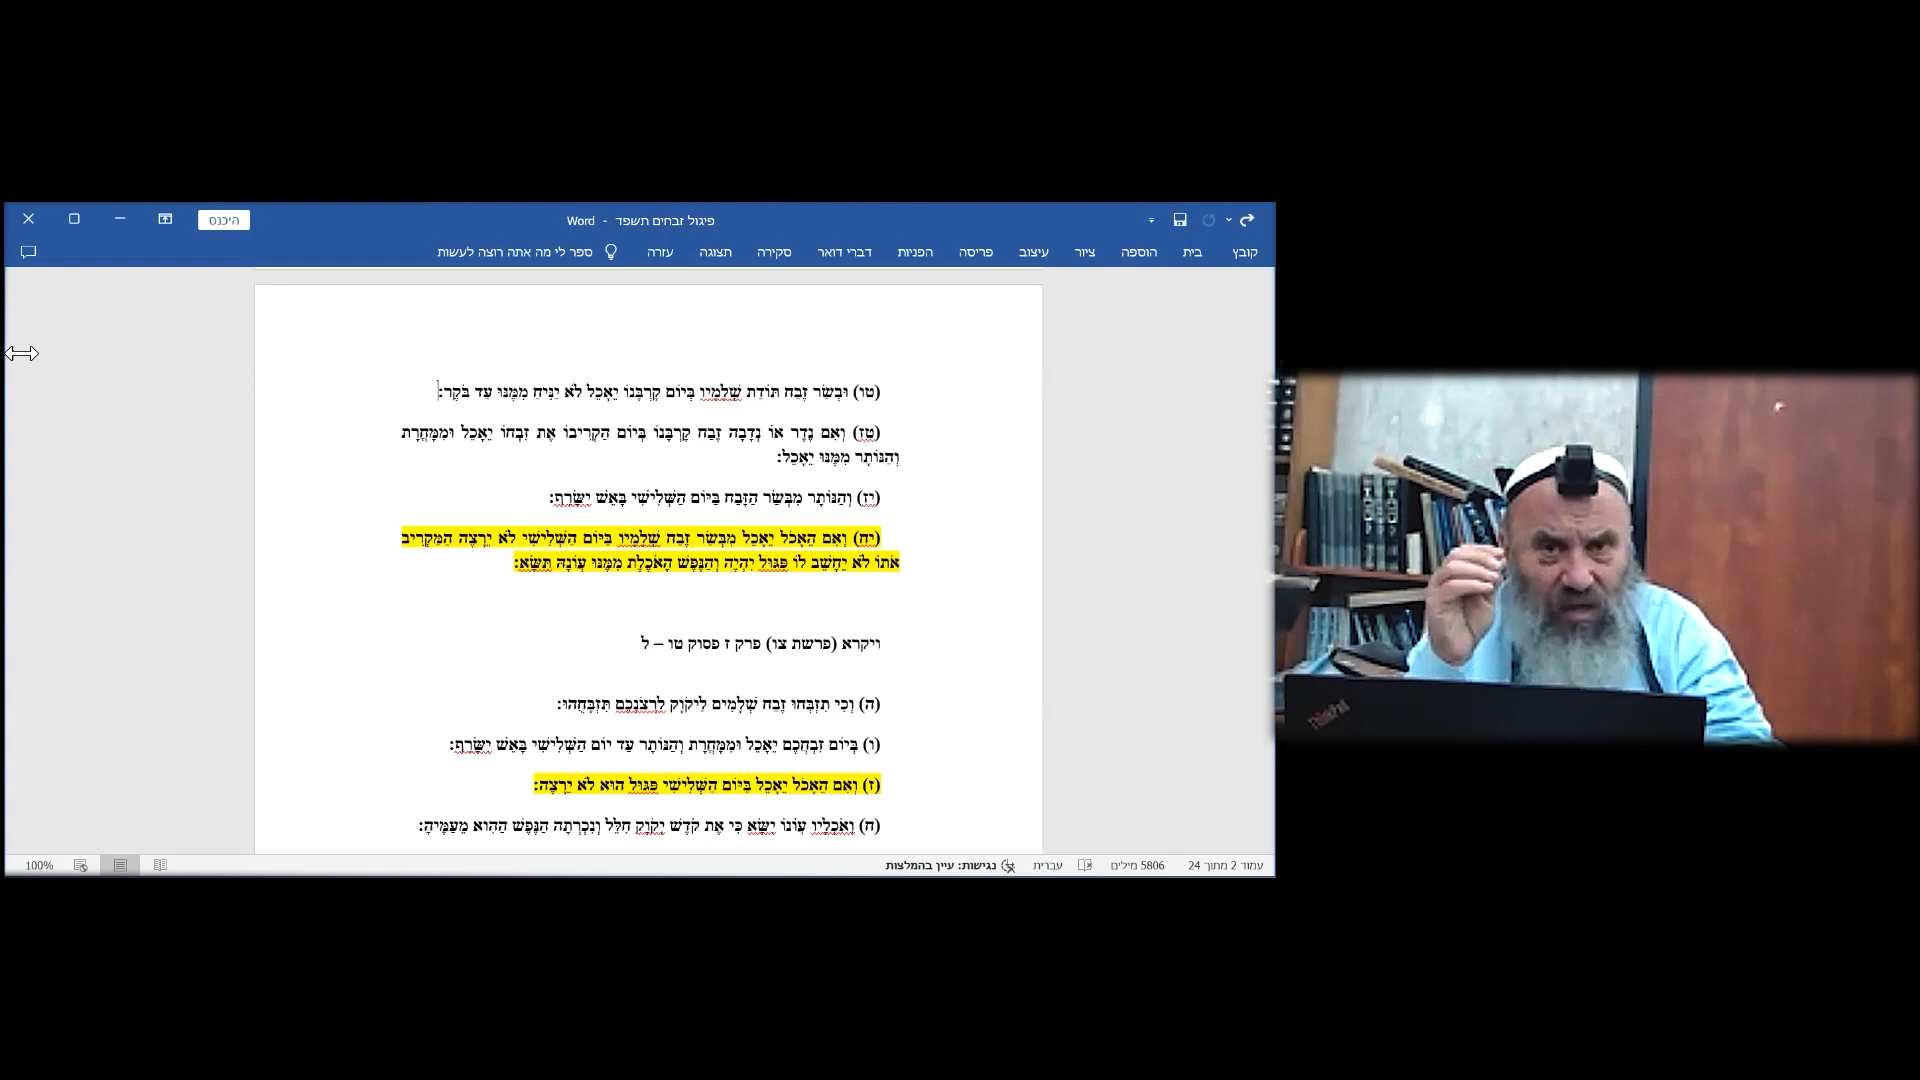 היכנס
פיגול זבחים תשפד - Word
קובץ בית הוספה ציור עיצוב פריסה הפניות דברי דואר סקירה תצוגה עזרה ספר לי מה אתה רוצה לעשות
(טו) וּבְשַׂר זֶבַח תּוֹדַת שְׁלָמָיו בְּיוֹם קָרְבָּנוֹ יֵאָכֵל לֹא יַנִּיחַ מִמֶּנּוּ עַד בֹּקֶר:
(טז) וְאִם נֶדֶר אוֹ נְדָבָה זֶבַח קָרְבָּנוֹ בְּיוֹם הַקְרִיבוֹ אֶת זִבְחוֹ יֵאָכֵל וּמִמָּחֳרָת
וְהַנּוֹתָר מִמֶּנּוּ יֵאָכֵל:
(יז) וְהַנּוֹתָר מִבְּשַׂר הַזָּבַח בַּיּוֹם הַשְּׁלִישִׁי בָּאֵשׁ יִשָּׂרֵף:
(יח) וְאִם הֵאָכֹל יֵאָכֵל מִבְּשַׂר זֶבַח שְׁלָמָיו בַּיּוֹם הַשְּׁלִישִׁי לֹא יֵרָצֶה הַמַּקְרִיב
אֹתוֹ לֹא יֵחָשֵׁב לוֹ פִּגּוּל יִהְיֶה וְהַנֶּפֶשׁ הָאֹכֶלֶת מִמֶּנּוּ עֲוֹנָהּ תִּשָּׂא:
ויקרא (פרשת צו) פרק ז פסוק טו – ל
(ה) וְכִי תִזְבְּחוּ זֶבַח שְׁלָמִים לַיקֹוָק לִרְצֹנְכֶם תִּזְבָּחֻהוּ:
(ו) בְּיוֹם זִבְחֲכֶם יֵאָכֵל וּמִמָּחֳרָת וְהַנּוֹתָר עַד יוֹם הַשְּׁלִישִׁי בָּאֵשׁ יִשָּׂרֵף:
(ז) וְאִם הֵאָכֹל יֵאָכֵל בַּיּוֹם הַשְּׁלִישִׁי פִּגּוּל הוּא לֹא יֵרָצֶה:
(ח) וְאֹכְלָיו עֲוֹנוֹ יִשָּׂא כִּי אֶת קֹדֶשׁ יְקֹוָק חִלֵּל וְנִכְרְתָה הַנֶּפֶשׁ הַהִוא מֵעַמֶּיהָ:
עמוד 2 מתוך 24 5806 מילים עברית נגישות: עיין בהמלצות 100%
ThinkPad